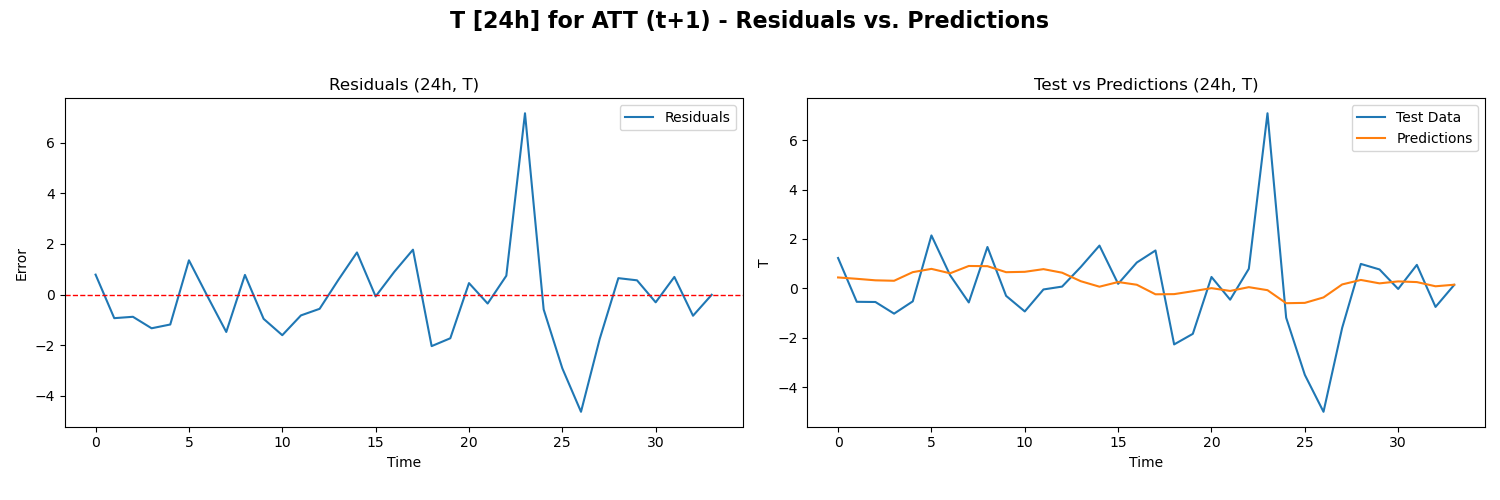 T [24h] for ATT (t+1) - Residuals vs. Predictions
Residuals (24h, T)
Residuals
Error
6
4
2
0
−2
−4
0
5
10
15
20
25
30
Time
Test vs Predictions (24h, T)
Test Data
Predictions
T
6
4
2
0
−2
−4
0
5
10
15
20
25
30
Time